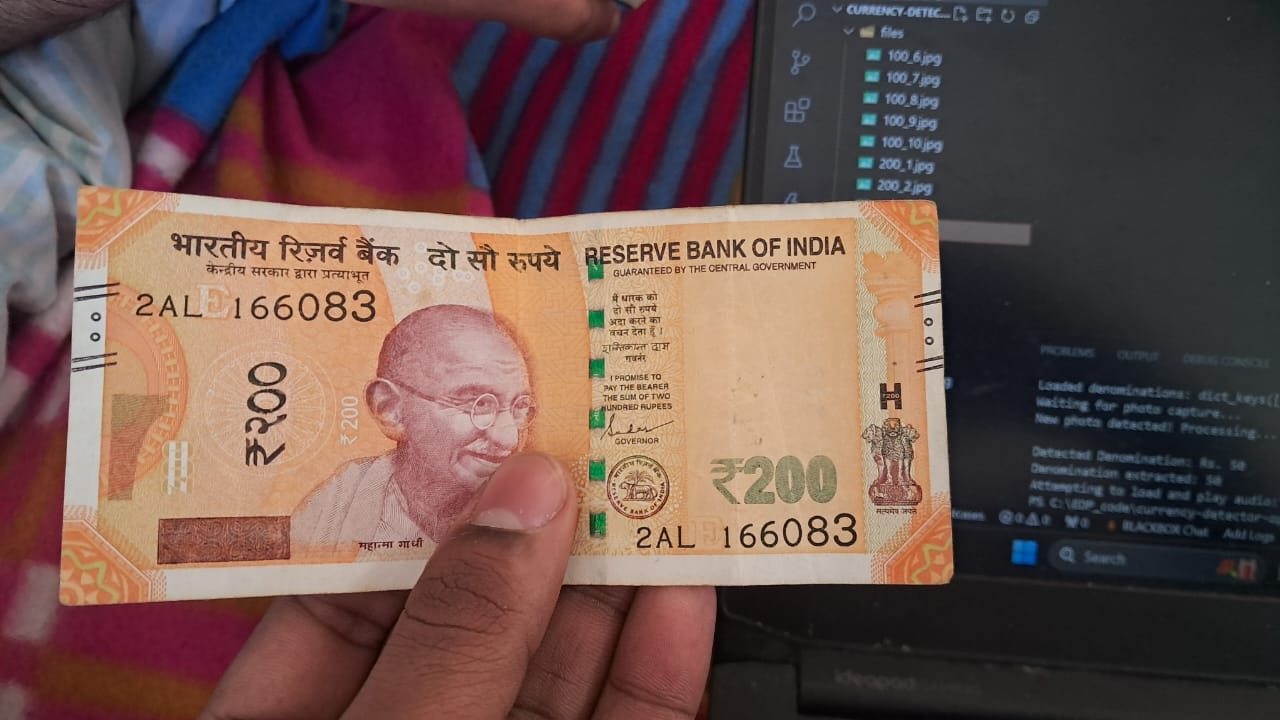 भारतीय रिज़र्व बैंक दो सौ रुपये RESERVE BANK OF INDIA
केन्द्रीय सरकार द्वारा प्रत्याभूत
GUARANTEED BY THE CENTRAL GOVERNMENT
2AL 166083
मैं धारक को
दो सौ रुपये
अदा करने का
वचन देता हूँ।
शक्तिकान्त दास
गवर्नर
I PROMISE TO
PAY THE BEARER
THE SUM OF TWO
HUNDRED RUPEES
GOVERNOR
₹२००
₹200
महात्मा गांधी
₹200
2AL 166083
₹200
सत्यमेव जयते
CURRENCY-DETEC...
files
100_6.jpg
100_7.jpg
100_8.jpg
100_9.jpg
100_10.jpg
200_1.jpg
200_2.jpg
PROBLEMS OUTPUT DEBUG CONSOLE
Loaded denominations: dict_keys([
Waiting for photo capture...
New photo detected! Processing...
Detected Denomination: Rs. 50
Denomination extracted: 50
Attempting to load and play audio
BLACKBOX Chat Add Logs
Search
ideapad